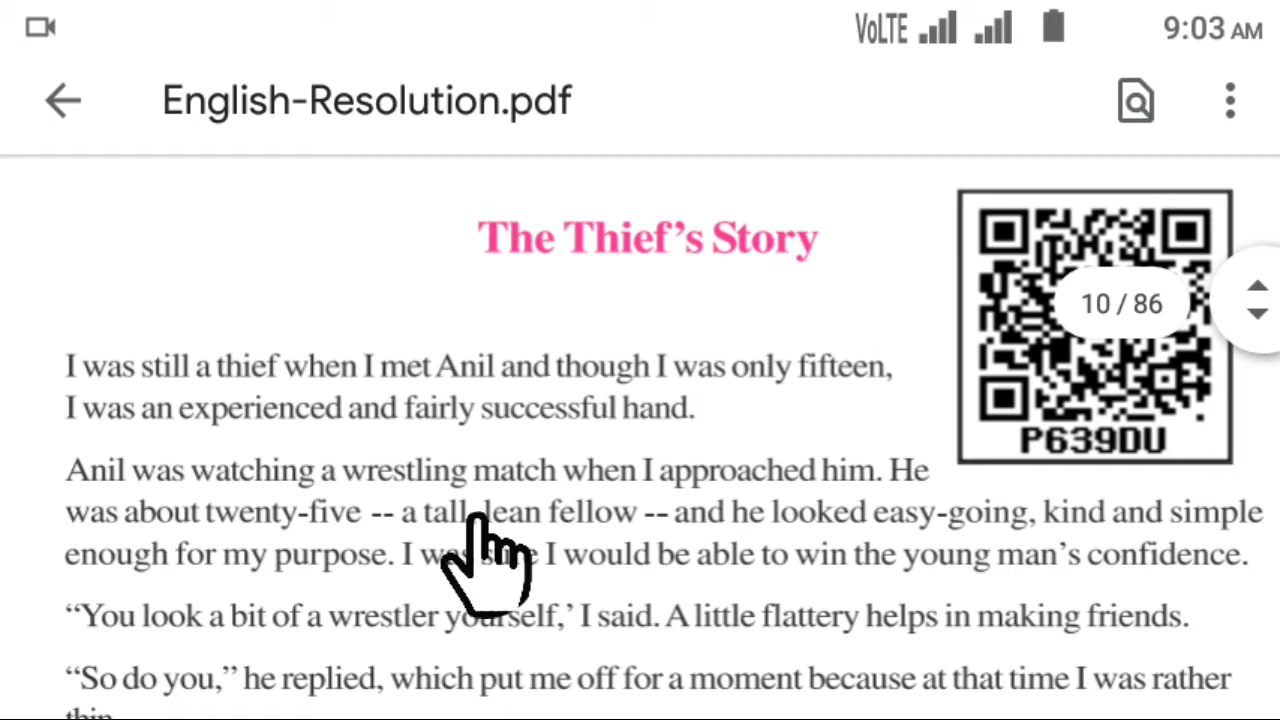 VoLTE 9:03 AM
English-Resolution.pdf
The Thief's Story
10 / 86
P639DU
I was still a thief when I met Anil and though I was only fifteen,
I was an experienced and fairly successful hand.
Anil was watching a wrestling match when I approached him. He
was about twenty-five -- a tall, lean fellow -- and he looked easy-going, kind and simple
enough for my purpose. I was sure I would be able to win the young man's confidence.
“You look a bit of a wrestler yourself,’ I said. A little flattery helps in making friends.
“So do you,” he replied, which put me off for a moment because at that time I was rather
thin